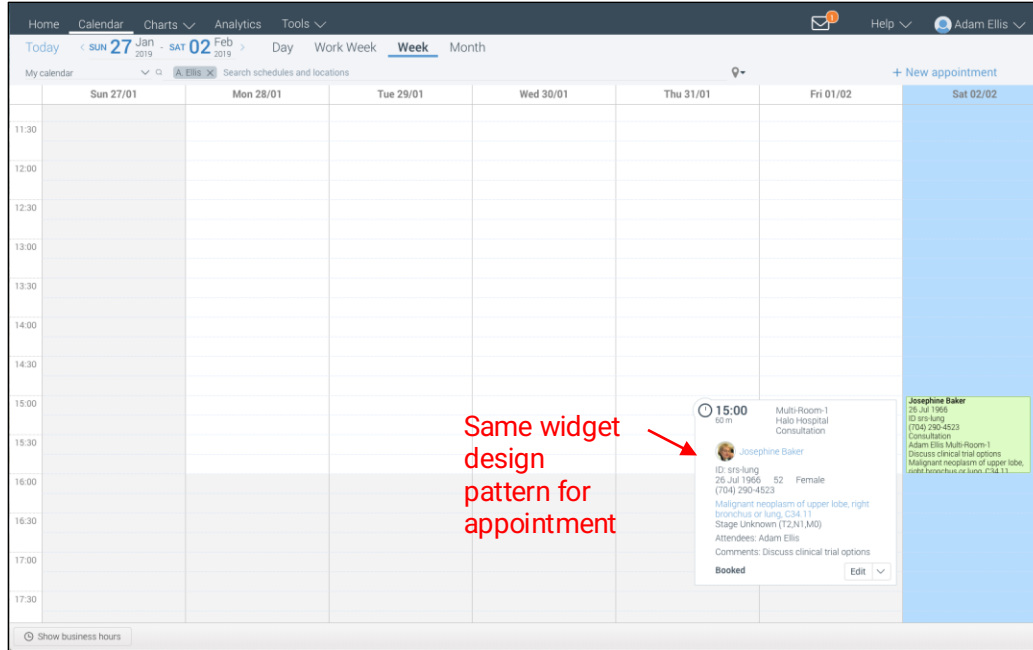 Home Calendar Charts Analytics Tools 1 Help Adam Ellis
Today < SUN 27 Jan 2019 - SAT 02 Feb 2019 > Day Work Week Week Month
My calendar A. Ellis X Search schedules and locations + New appointment
Sun 27/01 Mon 28/01 Tue 29/01 Wed 30/01 Thu 31/01 Fri 01/02 Sat 02/02
11:30
12:00
12:30
13:00
13:30
14:00
14:30
15:00
15:30
16:00
16:30
17:00
17:30
Same widget
design
pattern for
appointment
15:00 Multi-Room-1
60 m Halo Hospital
Consultation
Josephine Baker
ID: srs-lung
26 Jul 1966 52 Female
(704) 290-4523
Malignant neoplasm of upper lobe, right
bronchus or lung, C34.11
Stage Unknown (T2,N1,M0)
Attendees: Adam Ellis
Comments: Discuss clinical trial options
Booked Edit
Josephine Baker
26 Jul 1966
ID srs-lung
(704) 290-4523
Consultation
Adam Ellis Multi-Room-1
Discuss clinical trial options
Malignant neoplasm of upper lobe,
right bronchus or lung, C34.11
Show business hours